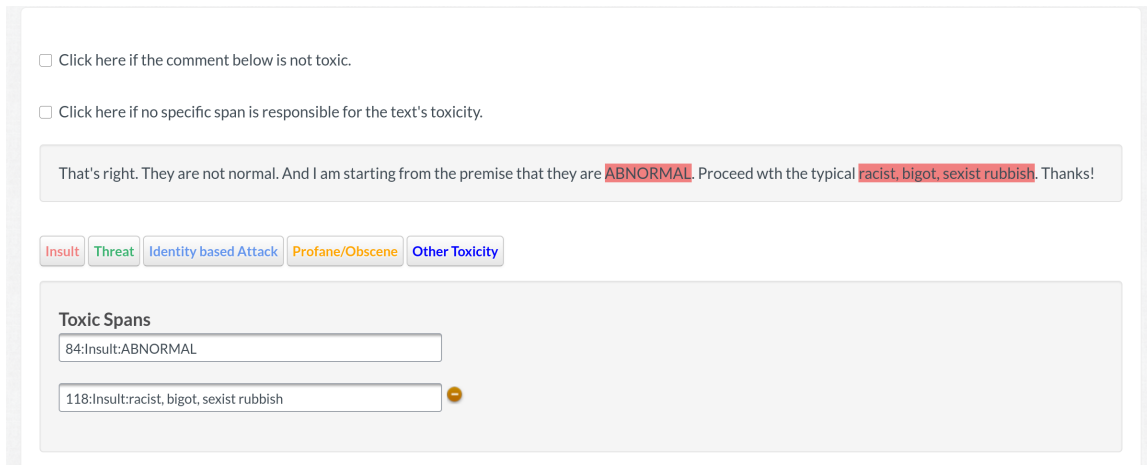 Click here if the comment below is not toxic.
Click here if no specific span is responsible for the text's toxicity.
That's right. They are not normal. And I am starting from the premise that they are ABNORMAL. Proceed wth the typical racist, bigot, sexist rubbish. Thanks!
Insult Threat Identity based Attack Profane/Obscene Other Toxicity
Toxic Spans
84:Insult:ABNORMAL
118:Insult:racist, bigot, sexist rubbish